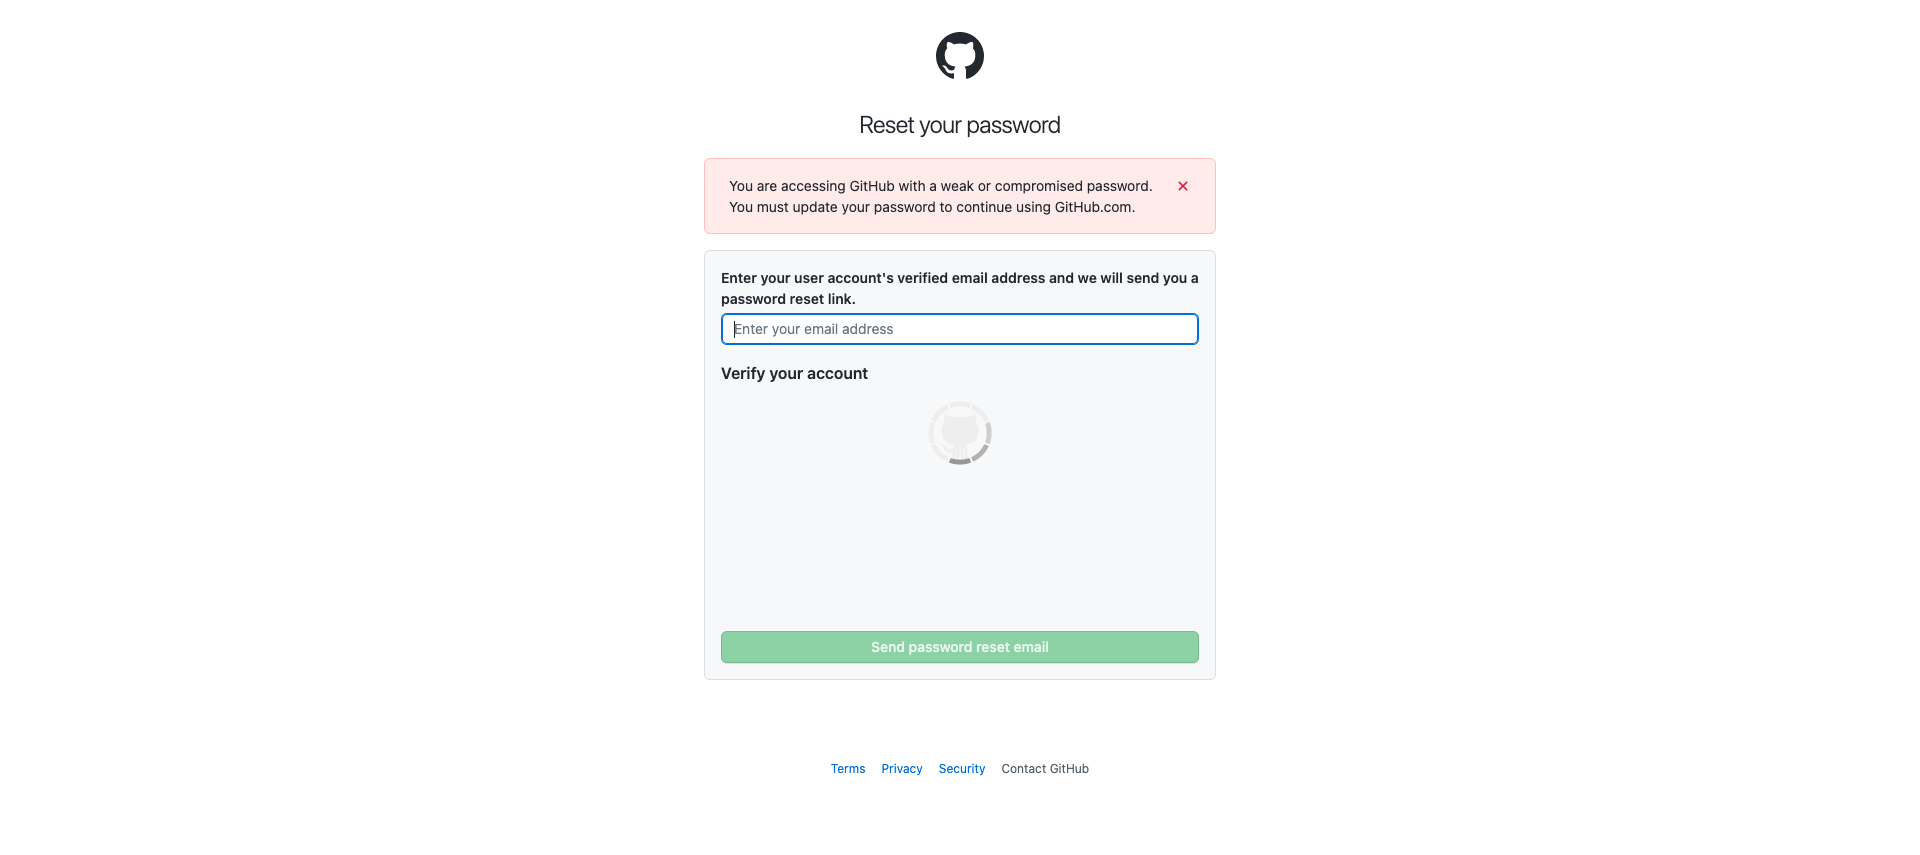 Reset your password
You are accessing GitHub with a weak or compromised password.
You must update your password to continue using GitHub.com.
Enter your user account's verified email address and we will send you a
password reset link.
Enter your email address
Verify your account
Send password reset email
Terms Privacy Security Contact GitHub